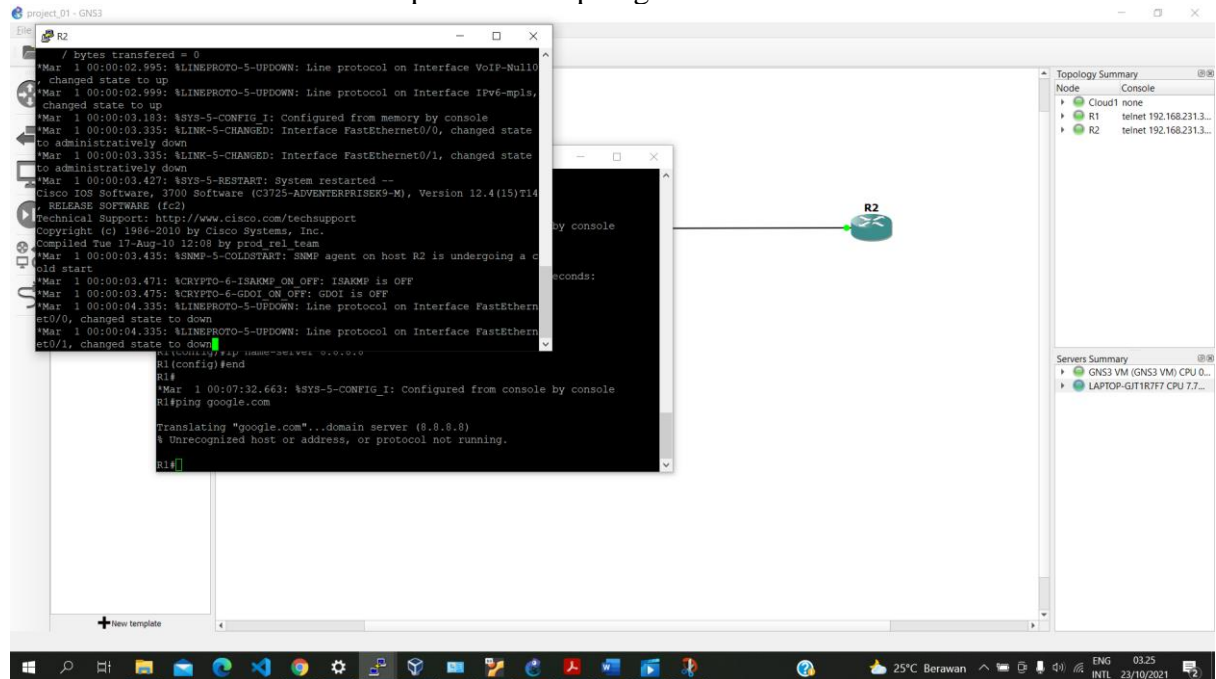 project_01 - GNS3
R2
/ bytes transfered = 0
*Mar 1 00:00:02.995: %LINEPROTO-5-UPDOWN: Line protocol on Interface VoIP-Null0
, changed state to up
*Mar 1 00:00:02.999: %LINEPROTO-5-UPDOWN: Line protocol on Interface IPv6-mpls,
changed state to up
*Mar 1 00:00:03.183: %SYS-5-CONFIG_I: Configured from memory by console
*Mar 1 00:00:03.335: %LINK-5-CHANGED: Interface FastEthernet0/0, changed state
to administratively down
*Mar 1 00:00:03.335: %LINK-5-CHANGED: Interface FastEthernet0/1, changed state
to administratively down
*Mar 1 00:00:03.427: %SYS-5-RESTART: System restarted --
Cisco IOS Software, 3700 Software (C3725-ADVENTERPRISEK9-M), Version 12.4(15)T14
, RELEASE SOFTWARE (fc2)
Technical Support: http://www.cisco.com/techsupport
Copyright (c) 1986-2010 by Cisco Systems, Inc.
Compiled Tue 17-Aug-10 12:08 by prod_rel_team
*Mar 1 00:00:03.435: %SNMP-5-COLDSTART: SNMP agent on host R2 is undergoing a c
old start
*Mar 1 00:00:03.471: %CRYPTO-6-ISAKMP_ON_OFF: ISAKMP is OFF
*Mar 1 00:00:03.475: %CRYPTO-6-GDOI_ON_OFF: GDOI is OFF
*Mar 1 00:00:04.335: %LINEPROTO-5-UPDOWN: Line protocol on Interface FastEthern
et0/0, changed state to down
*Mar 1 00:00:04.335: %LINEPROTO-5-UPDOWN: Line protocol on Interface FastEthern
et0/1, changed state to down
by console
econds:
R1(config)#ip name-server 8.8.8.8
R1(config)#end
R1#
*Mar 1 00:07:32.663: %SYS-5-CONFIG_I: Configured from console by console
R1#ping google.com
Translating "google.com"...domain server (8.8.8.8)
% Unrecognized host or address, or protocol not running.
R1#
R2
Topology Summary
Node Console
Cloud1 none
R1 telnet 192.168.231.3...
R2 telnet 192.168.231.3...
Servers Summary
GNS3 VM (GNS3 VM) CPU 0...
LAPTOP-GJT1R7F7 CPU 7.7...
New template
25°C Berawan
ENG
INTL
03.25
23/10/2021